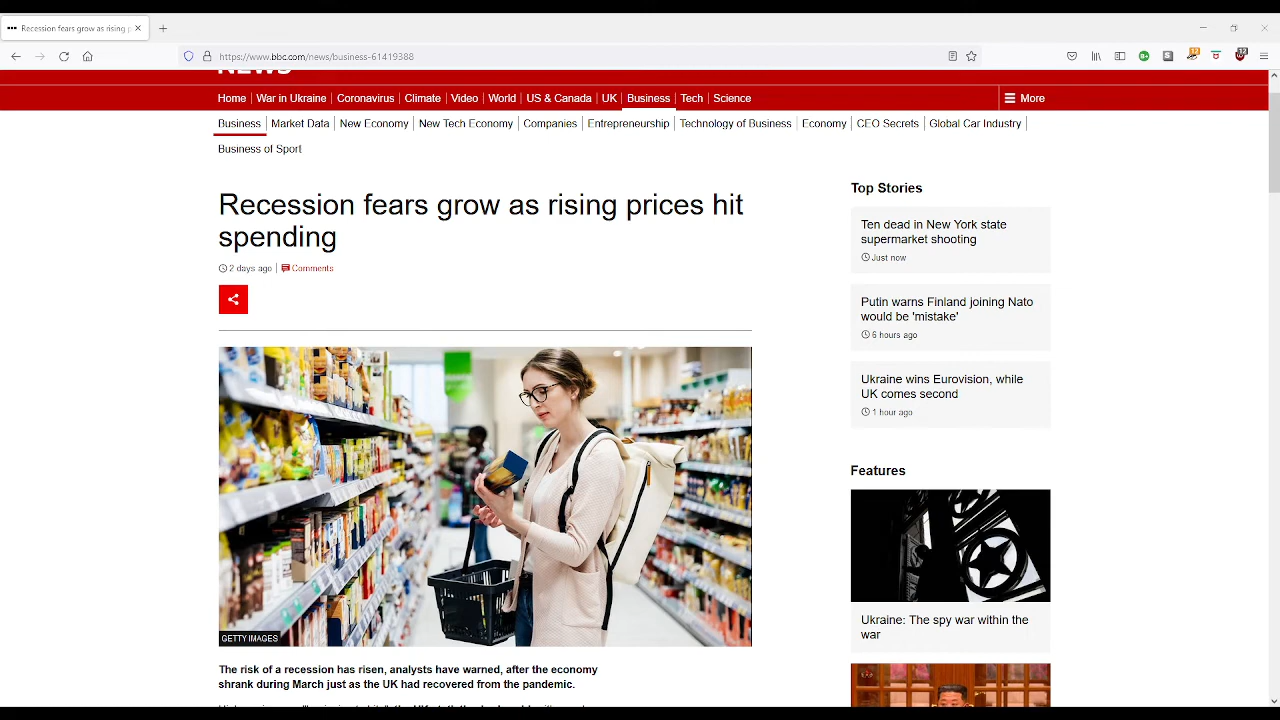 Recession fears grow as rising p
https://www.bbc.com/news/business-61419388
NEWS
Home War in Ukraine Coronavirus Climate Video World US & Canada UK Business Tech Science More
Business Market Data New Economy New Tech Economy Companies Entrepreneurship Technology of Business Economy CEO Secrets Global Car Industry
Business of Sport
Recession fears grow as rising prices hit
spending
2 days ago Comments
GETTY IMAGES
The risk of a recession has risen, analysts have warned, after the economy
shrank during March just as the UK had recovered from the pandemic.
Top Stories
Ten dead in New York state
supermarket shooting
Just now
Putin warns Finland joining Nato
would be 'mistake'
6 hours ago
Ukraine wins Eurovision, while
UK comes second
1 hour ago
Features
Ukraine: The spy war within the
war